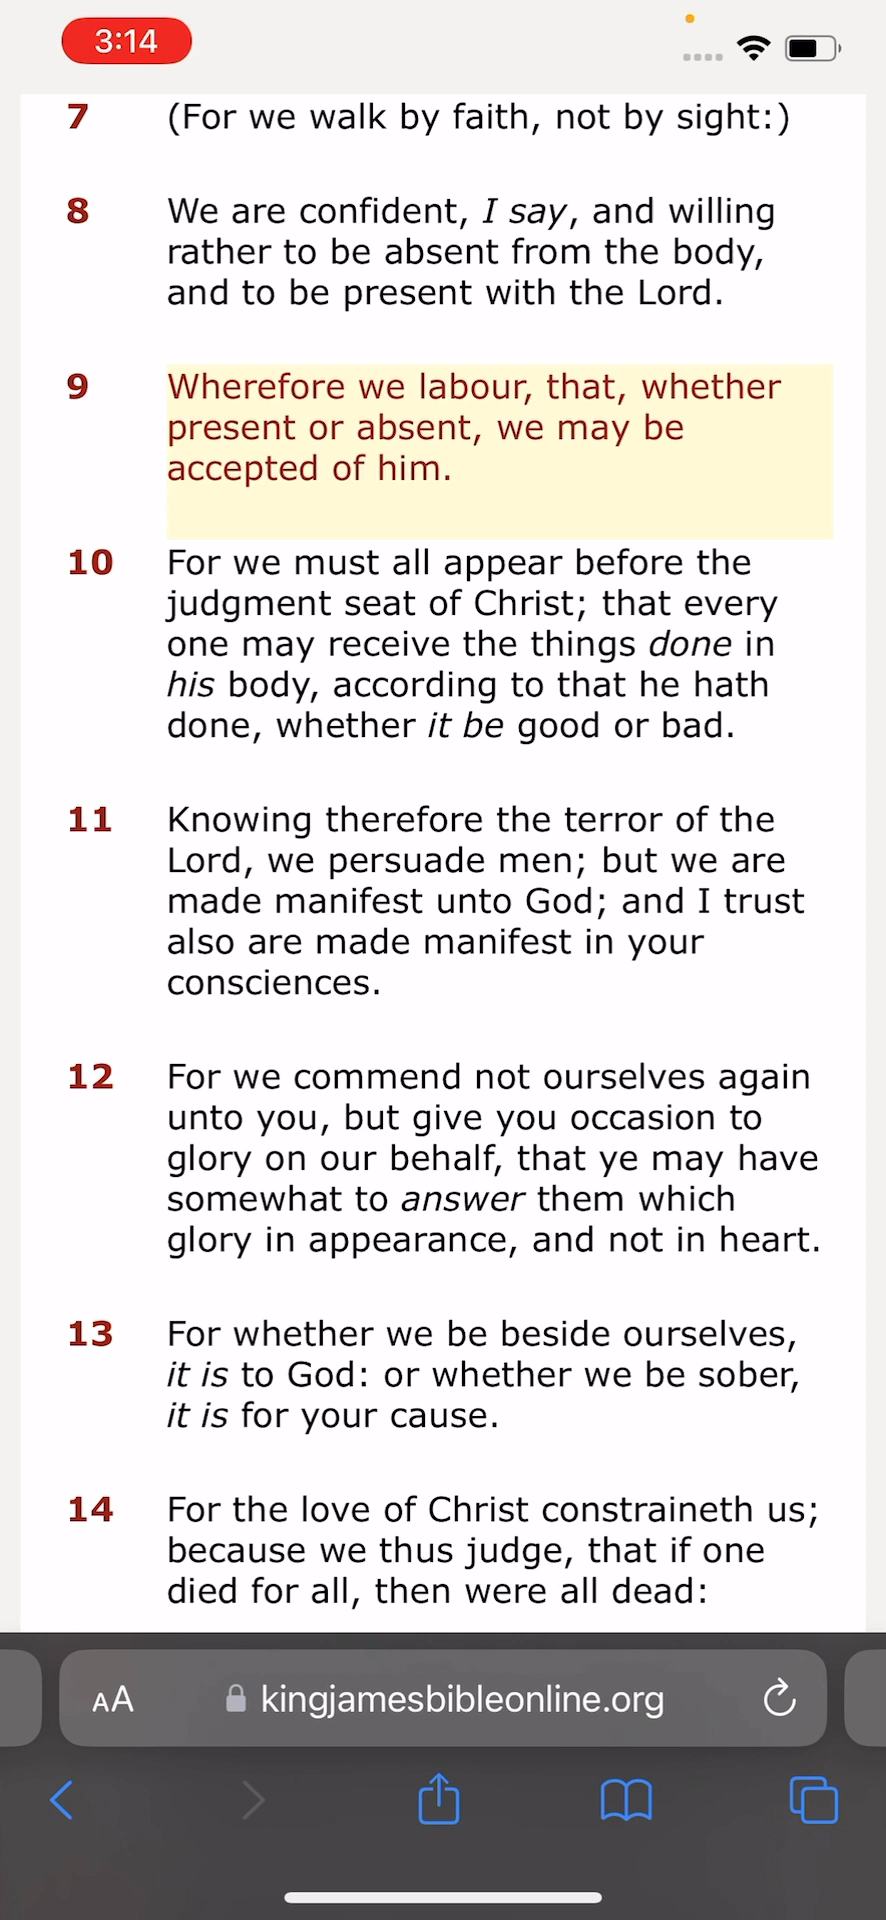 3:14
7 (For we walk by faith, not by sight:)
8 We are confident, I say, and willing
rather to be absent from the body,
and to be present with the Lord.
9 Wherefore we labour, that, whether
present or absent, we may be
accepted of him.
10 For we must all appear before the
judgment seat of Christ; that every
one may receive the things done in
his body, according to that he hath
done, whether it be good or bad.
11 Knowing therefore the terror of the
Lord, we persuade men; but we are
made manifest unto God; and I trust
also are made manifest in your
consciences.
12 For we commend not ourselves again
unto you, but give you occasion to
glory on our behalf, that ye may have
somewhat to answer them which
glory in appearance, and not in heart.
13 For whether we be beside ourselves,
it is to God: or whether we be sober,
it is for your cause.
14 For the love of Christ constraineth us;
because we thus judge, that if one
died for all, then were all dead:
AA kingjamesbibleonline.org